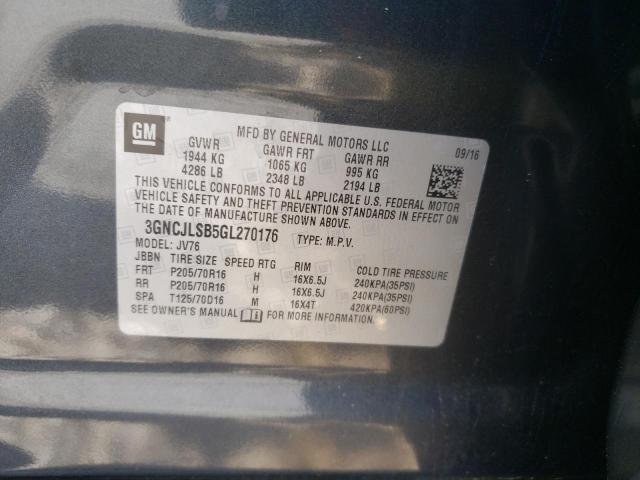 GM
MFD BY GENERAL MOTORS LLC 09/16
GVWR GAWR FRT GAWR RR
1944 KG 1065 KG 995 KG
4286 LB 2348 LB 2194 LB
THIS VEHICLE CONFORMS TO ALL APPLICABLE U.S. FEDERAL MOTOR
VEHICLE SAFETY AND THEFT PREVENTION STANDARDS IN EFFECT ON
THE DATE OF MANUFACTURE SHOWN ABOVE.
3GNCJLSB5GL270176 TYPE: M.P.V.
MODEL: JV76
JBBN TIRE SIZE SPEED RTG RIM COLD TIRE PRESSURE
FRT P205/70R16 H 16X6.5J 240KPA(35PSI)
RR P205/70R16 H 16X6.5J 240KPA(35PSI)
SPA T125/70D16 M 16X4T 420KPA(60PSI)
SEE OWNER'S MANUAL FOR MORE INFORMATION.